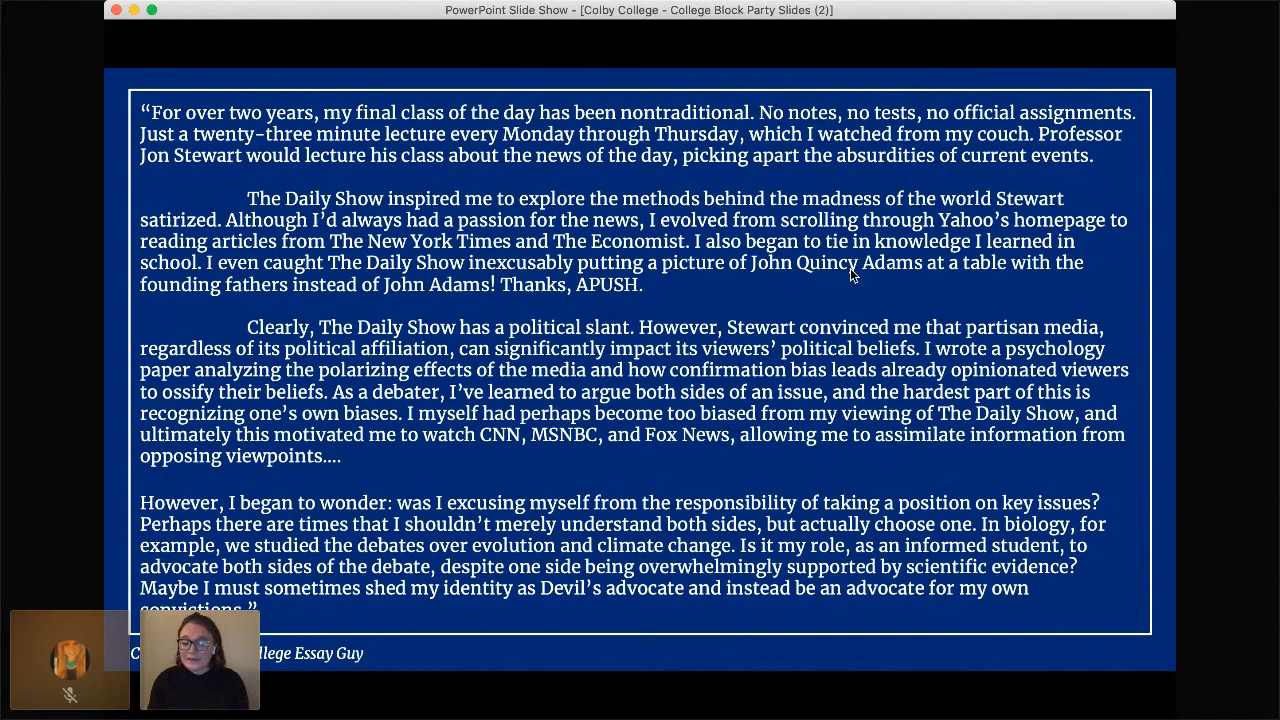 PowerPoint Slide Show - [Colby College - College Block Party Slides (2)]
“For over two years, my final class of the day has been nontraditional. No notes, no tests, no official assignments.
Just a twenty-three minute lecture every Monday through Thursday, which I watched from my couch. Professor
Jon Stewart would lecture his class about the news of the day, picking apart the absurdities of current events.
The Daily Show inspired me to explore the methods behind the madness of the world Stewart
satirized. Although I’d always had a passion for the news, I evolved from scrolling through Yahoo’s homepage to
reading articles from The New York Times and The Economist. I also began to tie in knowledge I learned in
school. I even caught The Daily Show inexcusably putting a picture of John Quincy Adams at a table with the
founding fathers instead of John Adams! Thanks, APUSH.
Clearly, The Daily Show has a political slant. However, Stewart convinced me that partisan media,
regardless of its political affiliation, can significantly impact its viewers’ political beliefs. I wrote a psychology
paper analyzing the polarizing effects of the media and how confirmation bias leads already opinionated viewers
to ossify their beliefs. As a debater, I’ve learned to argue both sides of an issue, and the hardest part of this is
recognizing one’s own biases. I myself had perhaps become too biased from my viewing of The Daily Show, and
ultimately this motivated me to watch CNN, MSNBC, and Fox News, allowing me to assimilate information from
opposing viewpoints....
However, I began to wonder: was I excusing myself from the responsibility of taking a position on key issues?
Perhaps there are times that I shouldn’t merely understand both sides, but actually choose one. In biology, for
example, we studied the debates over evolution and climate change. Is it my role, as an informed student, to
advocate both sides of the debate, despite one side being overwhelmingly supported by scientific evidence?
Maybe I must sometimes shed my identity as Devil’s advocate and instead be an advocate for my own
convictions.”
Essay Guy